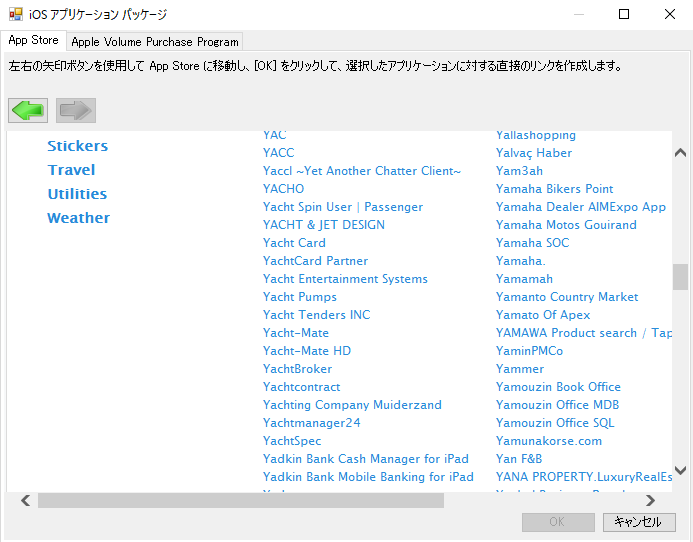 iOS アプリケーション パッケージ
App Store
Apple Volume Purchase Program
左右の矢印ボタンを使用して App Store に移動し、[OK] をクリックして、選択したアプリケーションに対する直接のリンクを作成します。
Stickers
Travel
Utilities
Weather
YAC
YACC
Yaccl ~Yet Another Chatter Client~
YACHO
Yacht Spin User | Passenger
YACHT & JET DESIGN
Yacht Card
YachtCard Partner
Yacht Entertainment Systems
Yacht Pumps
Yacht Tenders INC
Yacht-Mate
Yacht-Mate HD
YachtBroker
Yachtcontract
Yachting Company Muiderzand
Yachtmanager24
YachtSpec
Yadkin Bank Cash Manager for iPad
Yadkin Bank Mobile Banking for iPad
Yallashopping
Yalvaç Haber
Yam3ah
Yamaha Bikers Point
Yamaha Dealer AIMExpo App
Yamaha Motos Gouirand
Yamaha SOC
Yamaha.
Yamamah
Yamanto Country Market
Yamato Of Apex
YAMAWA Product search / Tap
YaminPMCo
Yammer
Yamouzin Book Office
Yamouzin Office MDB
Yamouzin Office SQL
Yamunakorse.com
Yan F&B
YANA PROPERTY.LuxuryRealEs
OK
キャンセル